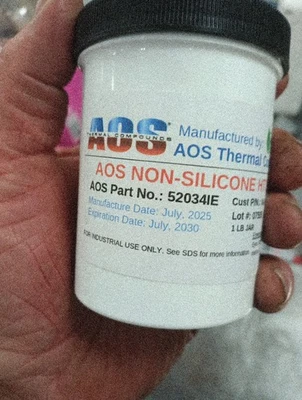 AOS
THERMAL COMPOUNDS
Manufactured by:
AOS Thermal
AOS NON-SILICONE
AOS Part No.: 52034IE
Cust P/N:
Manufacture Date: July, 2025
Lot #:
Expiration Date: July, 2030
1 LB JAR
FOR INDUSTRIAL USE ONLY. See SDS for more information